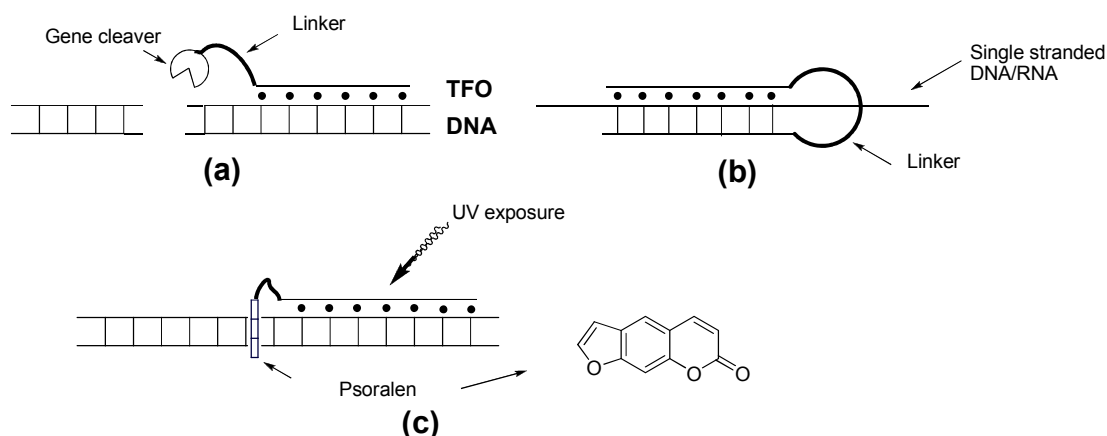 Gene cleaver
Linker
TFO
DNA
(a)
Single stranded
DNA/RNA
Linker
(b)
UV exposure
Psoralen
O
O
O
(c)